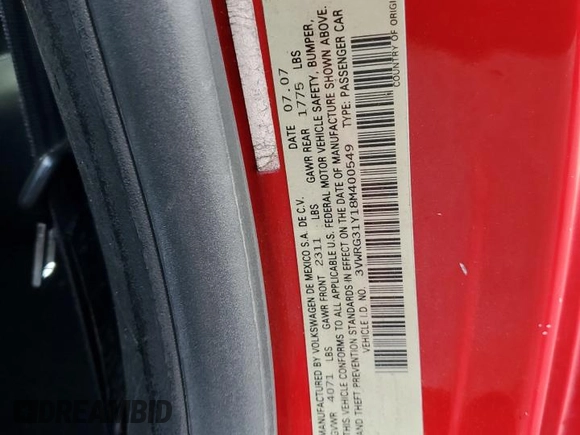 MANUFACTURED BY VOLKSWAGEN DE MEXICO S.A. DE C.V. DATE 07.07
GVWR 4071 LBS GAWR FRONT 2311 LBS GAWR REAR 1775 LBS
THIS VEHICLE CONFORMS TO ALL APPLICABLE U.S. FEDERAL MOTOR VEHICLE SAFETY, BUMPER,
AND THEFT PREVENTION STANDARDS IN EFFECT ON THE DATE OF MANUFACTURE SHOWN ABOVE.
VEHICLE I.D. NO. 3VWRG31Y18M400549 TYPE: PASSENGER CAR
COUNTRY OF ORIGI